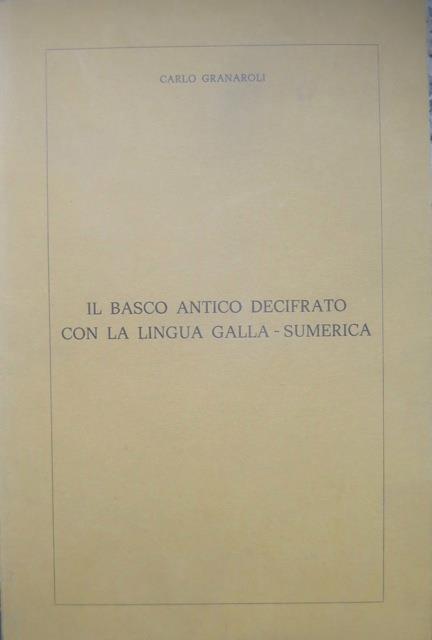 CARLO GRANAROLI
IL BASCO ANTICO DECIFRATO
CON LA LINGUA GALLA - SUMERICA